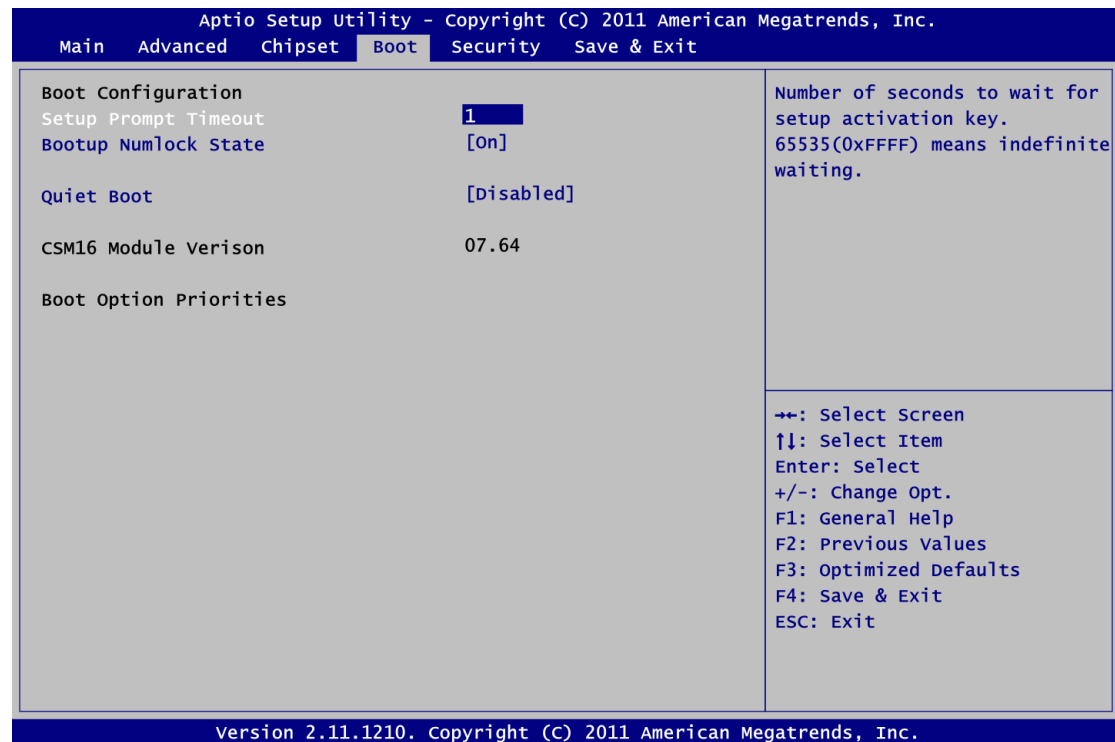 Aptio Setup Utility - Copyright (C) 2011 American Megatrends, Inc.
Main Advanced Chipset Boot Security Save & Exit
Boot Configuration
Setup Prompt Timeout 1
Bootup Numlock State [On]
Quiet Boot [Disabled]
CSM16 Module Verison 07.64
Boot Option Priorities
Number of seconds to wait for
setup activation key.
65535(0xFFFF) means indefinite
waiting.
→←: Select Screen
↑↓: Select Item
Enter: Select
+/-: Change Opt.
F1: General Help
F2: Previous Values
F3: Optimized Defaults
F4: Save & Exit
ESC: Exit
Version 2.11.1210. Copyright (C) 2011 American Megatrends, Inc.